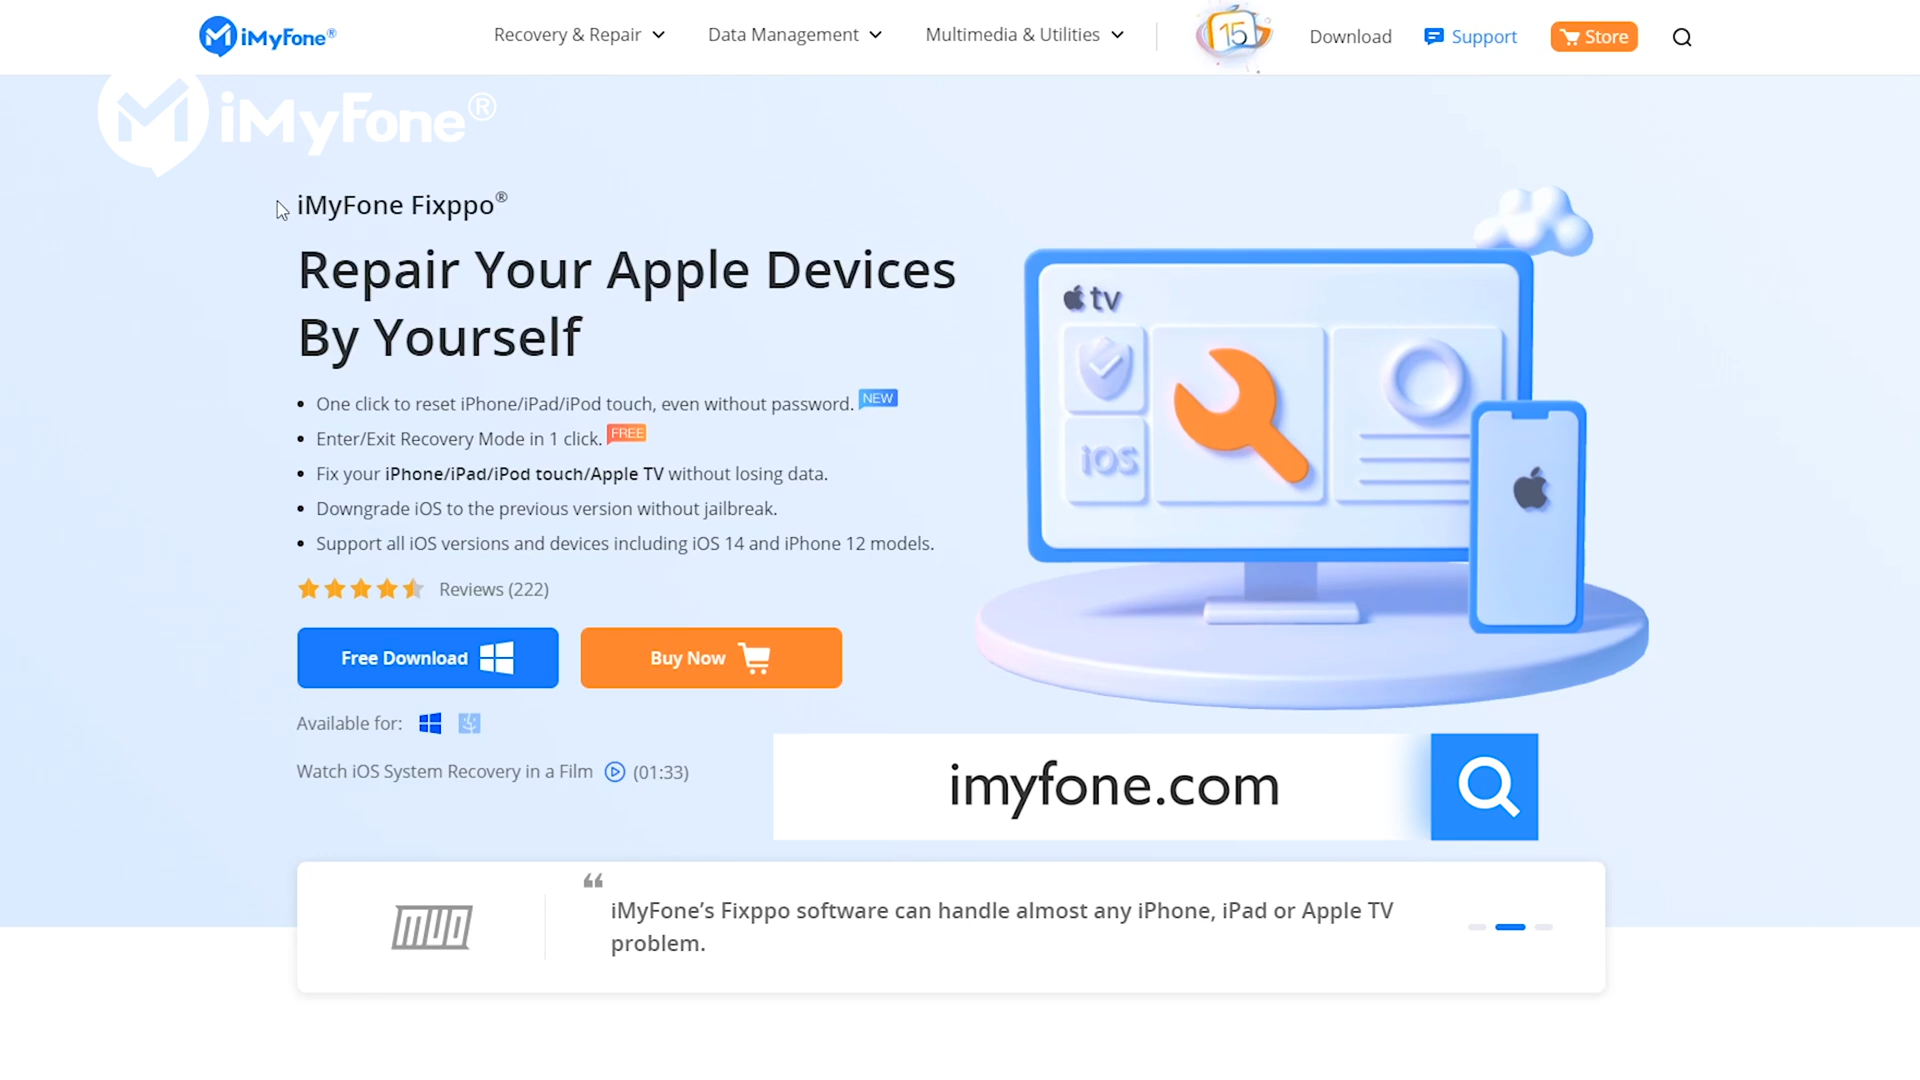 iMyFone®
Recovery & Repair
Data Management
Multimedia & Utilities
15
Download
Support
Store
iMyFone®
iMyFone Fixppo®
Repair Your Apple Devices
By Yourself
One click to reset iPhone/iPad/iPod touch, even without password. NEW
Enter/Exit Recovery Mode in 1 click. FREE
Fix your iPhone/iPad/iPod touch/Apple TV without losing data.
Downgrade iOS to the previous version without jailbreak.
Support all iOS versions and devices including iOS 14 and iPhone 12 models.
Reviews (222)
Free Download
Buy Now
Available for:
Watch iOS System Recovery in a Film (01:33)
tv
iOS
imyfone.com
MUO
“
iMyFone’s Fixppo software can handle almost any iPhone, iPad or Apple TV
problem.